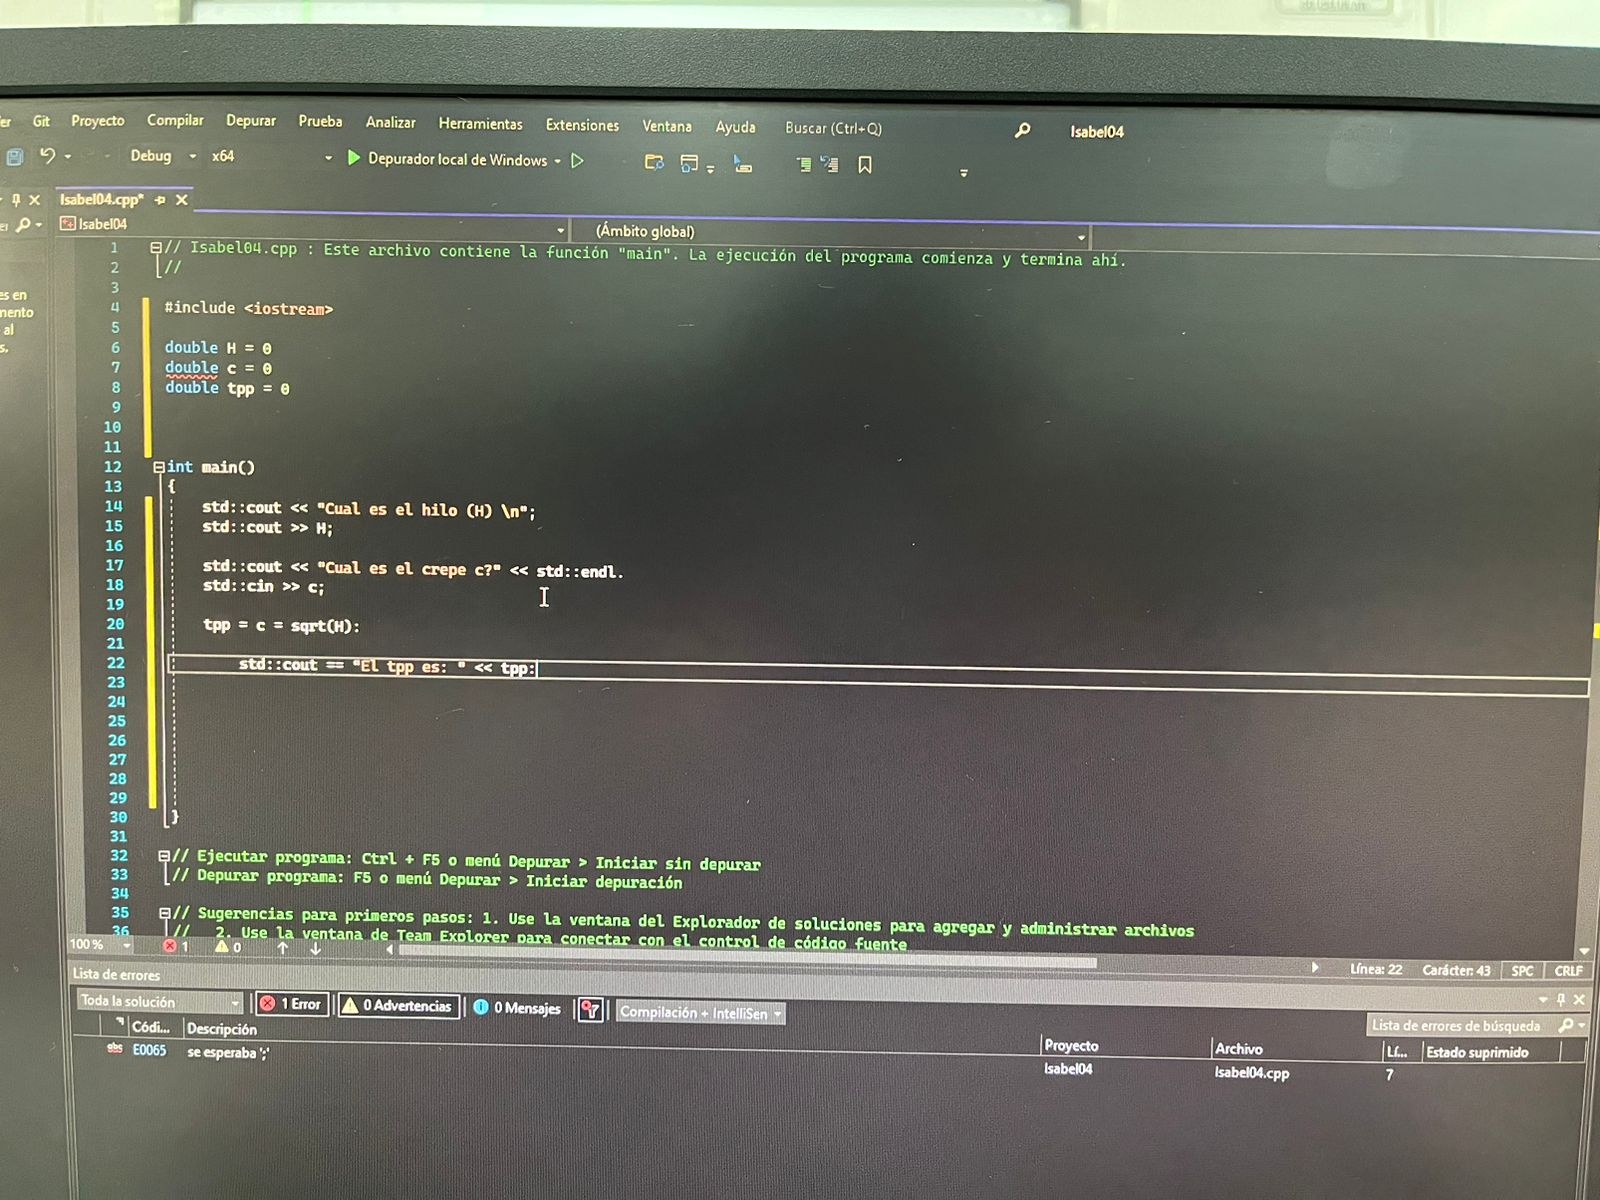 er Git Proyecto Compilar Depurar Prueba Analizar Herramientas Extensiones Ventana Ayuda Buscar (Ctrl+Q) Isabel04
Debug x64 Depurador local de Windows
Isabel04.cpp*
Isabel04 (Ámbito global)
es en
mento
al
s,
1 // Isabel04.cpp : Este archivo contiene la función "main". La ejecución del programa comienza y termina ahí.
2 //
3
4 #include <iostream>
5
6 double H = 0
7 double c = 0
8 double tpp = 0
9
10
11
12 int main()
13 {
14 std::cout << "Cual es el hilo (H) \n";
15 std::cout >> H;
16
17 std::cout << "Cual es el crepe c?" << std::endl.
18 std::cin >> c;
19
20 tpp = c = sqrt(H):
21
22 std::cout == "El tpp es: " << tpp:
23
24
25
26
27
28
29
30 }
31
32 // Ejecutar programa: Ctrl + F5 o menú Depurar > Iniciar sin depurar
33 // Depurar programa: F5 o menú Depurar > Iniciar depuración
34
35 // Sugerencias para primeros pasos: 1. Use la ventana del Explorador de soluciones para agregar y administrar archivos
36 // 2. Use la ventana de Team Explorer para conectar con el control de código fuente
100 % 1 0 Línea: 22 Carácter: 43 SPC CRLF
Lista de errores
Toda la solución 1 Error 0 Advertencias 0 Mensajes Compilación + IntelliSen
Lista de errores de búsqueda
Códi... Descripción Proyecto Archivo Lí... Estado suprimido
abc E0065 se esperaba ';' Isabel04 Isabel04.cpp 7